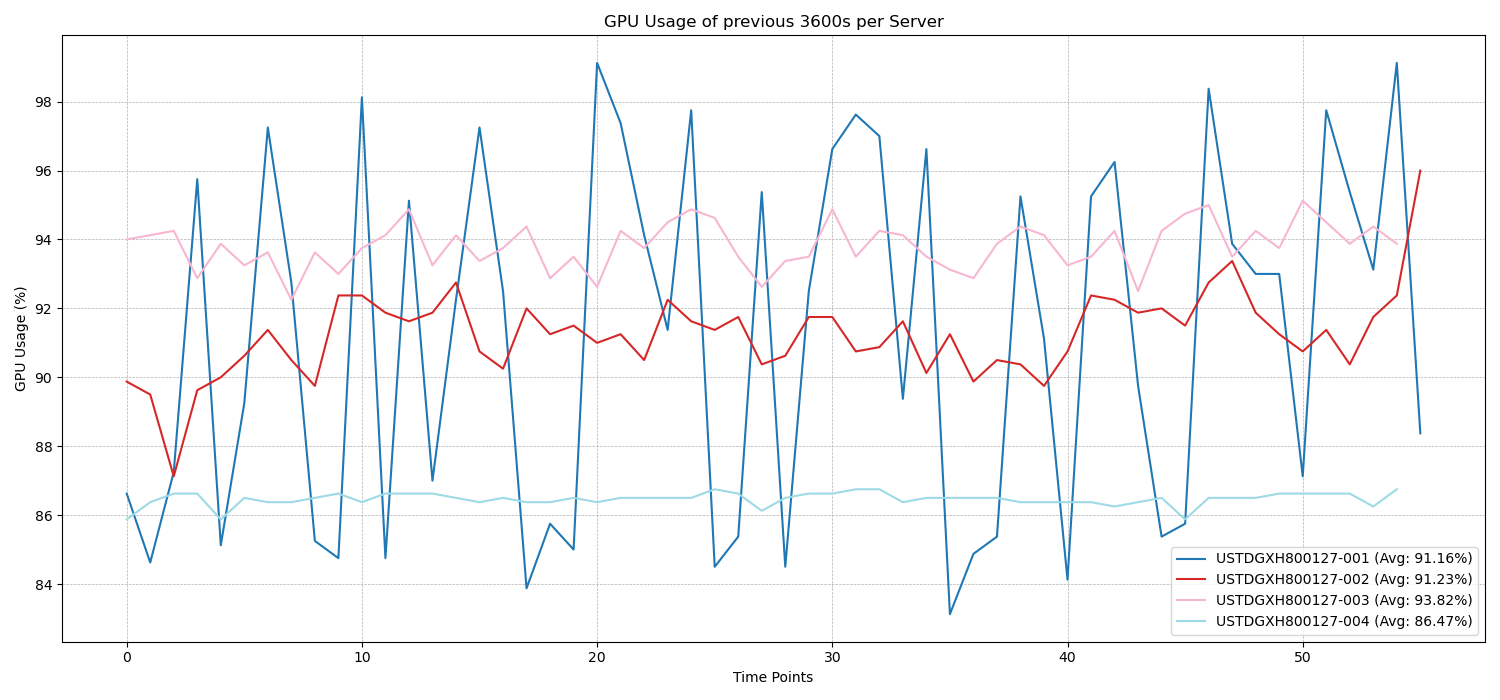 GPU Usage of previous 3600s per Server
GPU Usage (%)
98
96
94
92
90
88
86
84
0 10 20 30 40 50
Time Points
USTDGXH800127-001 (Avg: 91.16%)
USTDGXH800127-002 (Avg: 91.23%)
USTDGXH800127-003 (Avg: 93.82%)
USTDGXH800127-004 (Avg: 86.47%)